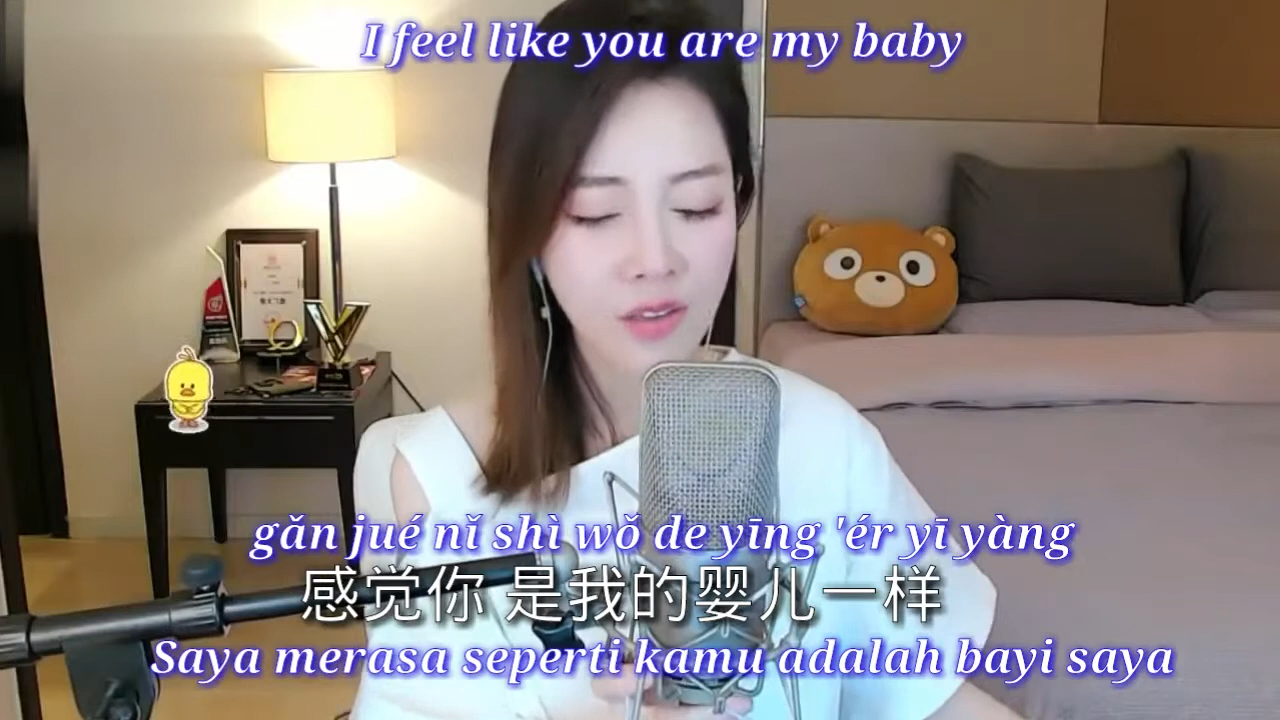 I feel like you are my baby
gǎn jué nǐ shì wǒ de yīng 'ér yī yàng
感觉你 是我的婴儿一样
Saya merasa seperti kamu adalah bayi saya